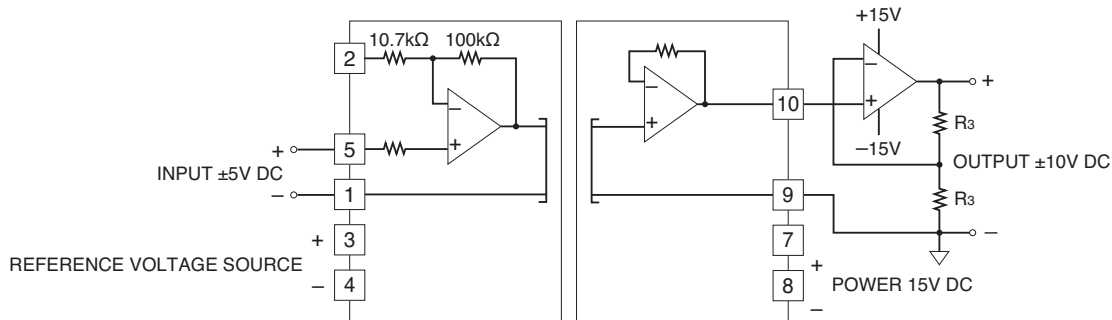 +15V
10.7kΩ 100kΩ
2
−
+
−
+
−
+
10
+
R3
−15V
5
+
INPUT ±5V DC
−
1
OUTPUT ±10V DC
9
R3
−
3
+
REFERENCE VOLTAGE SOURCE
−
4
7
+
8
POWER 15V DC
−